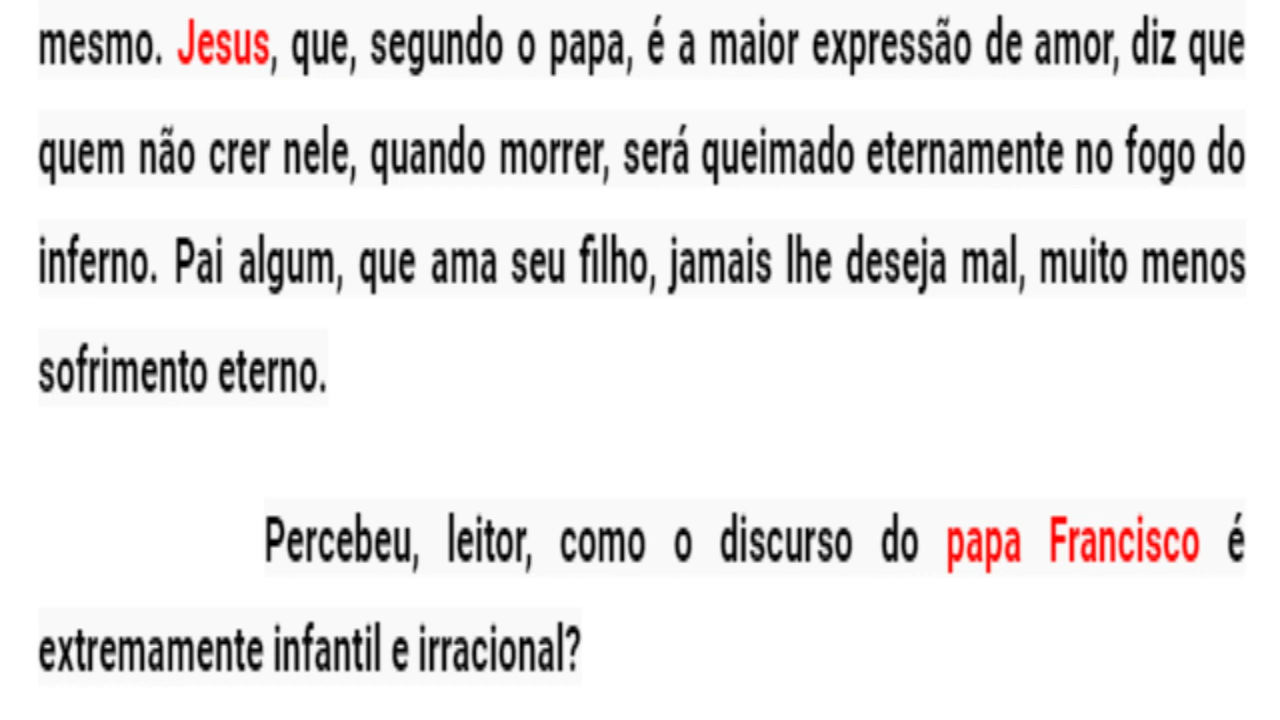 mesmo. Jesus, que, segundo o papa, é a maior expressão de amor, diz que
quem não crer nele, quando morrer, será queimado eternamente no fogo do
inferno. Pai algum, que ama seu filho, jamais lhe deseja mal, muito menos
sofrimento eterno.
Percebeu, leitor, como o discurso do papa Francisco é
extremamente infantil e irracional?